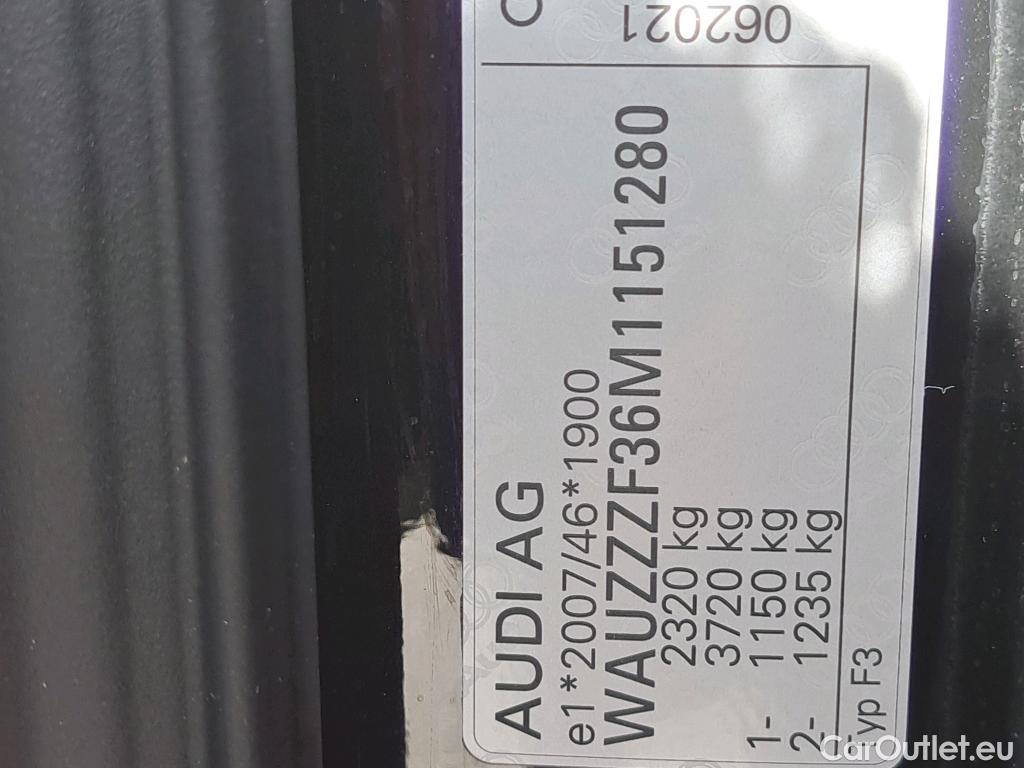 AUDI AG
e1*2007/46*1900
WAUZZZF36M1151280
2320 kg
3720 kg
1- 1150 kg
2- 1235 kg
Typ F3
062021
CarOutlet.eu